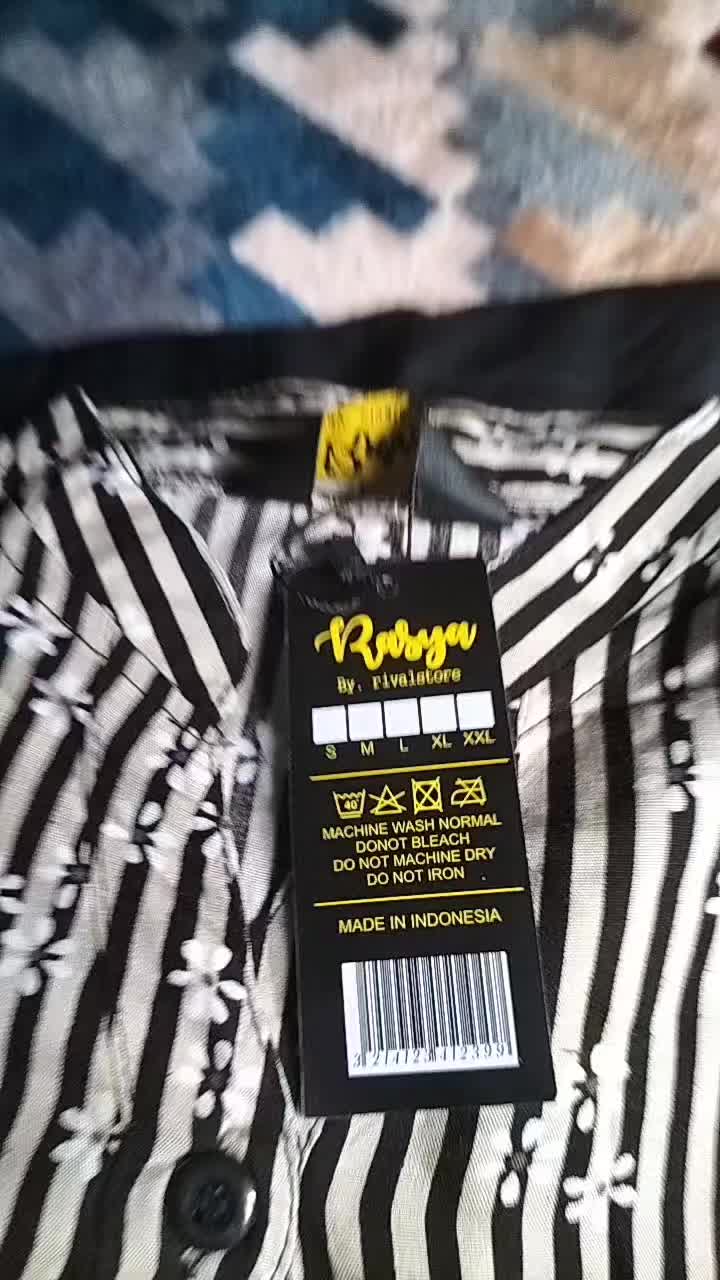 Rasya
By. rivalstore
S M L XL XXL
40°
MACHINE WASH NORMAL
DONOT BLEACH
DO NOT MACHINE DRY
DO NOT IRON
MADE IN INDONESIA